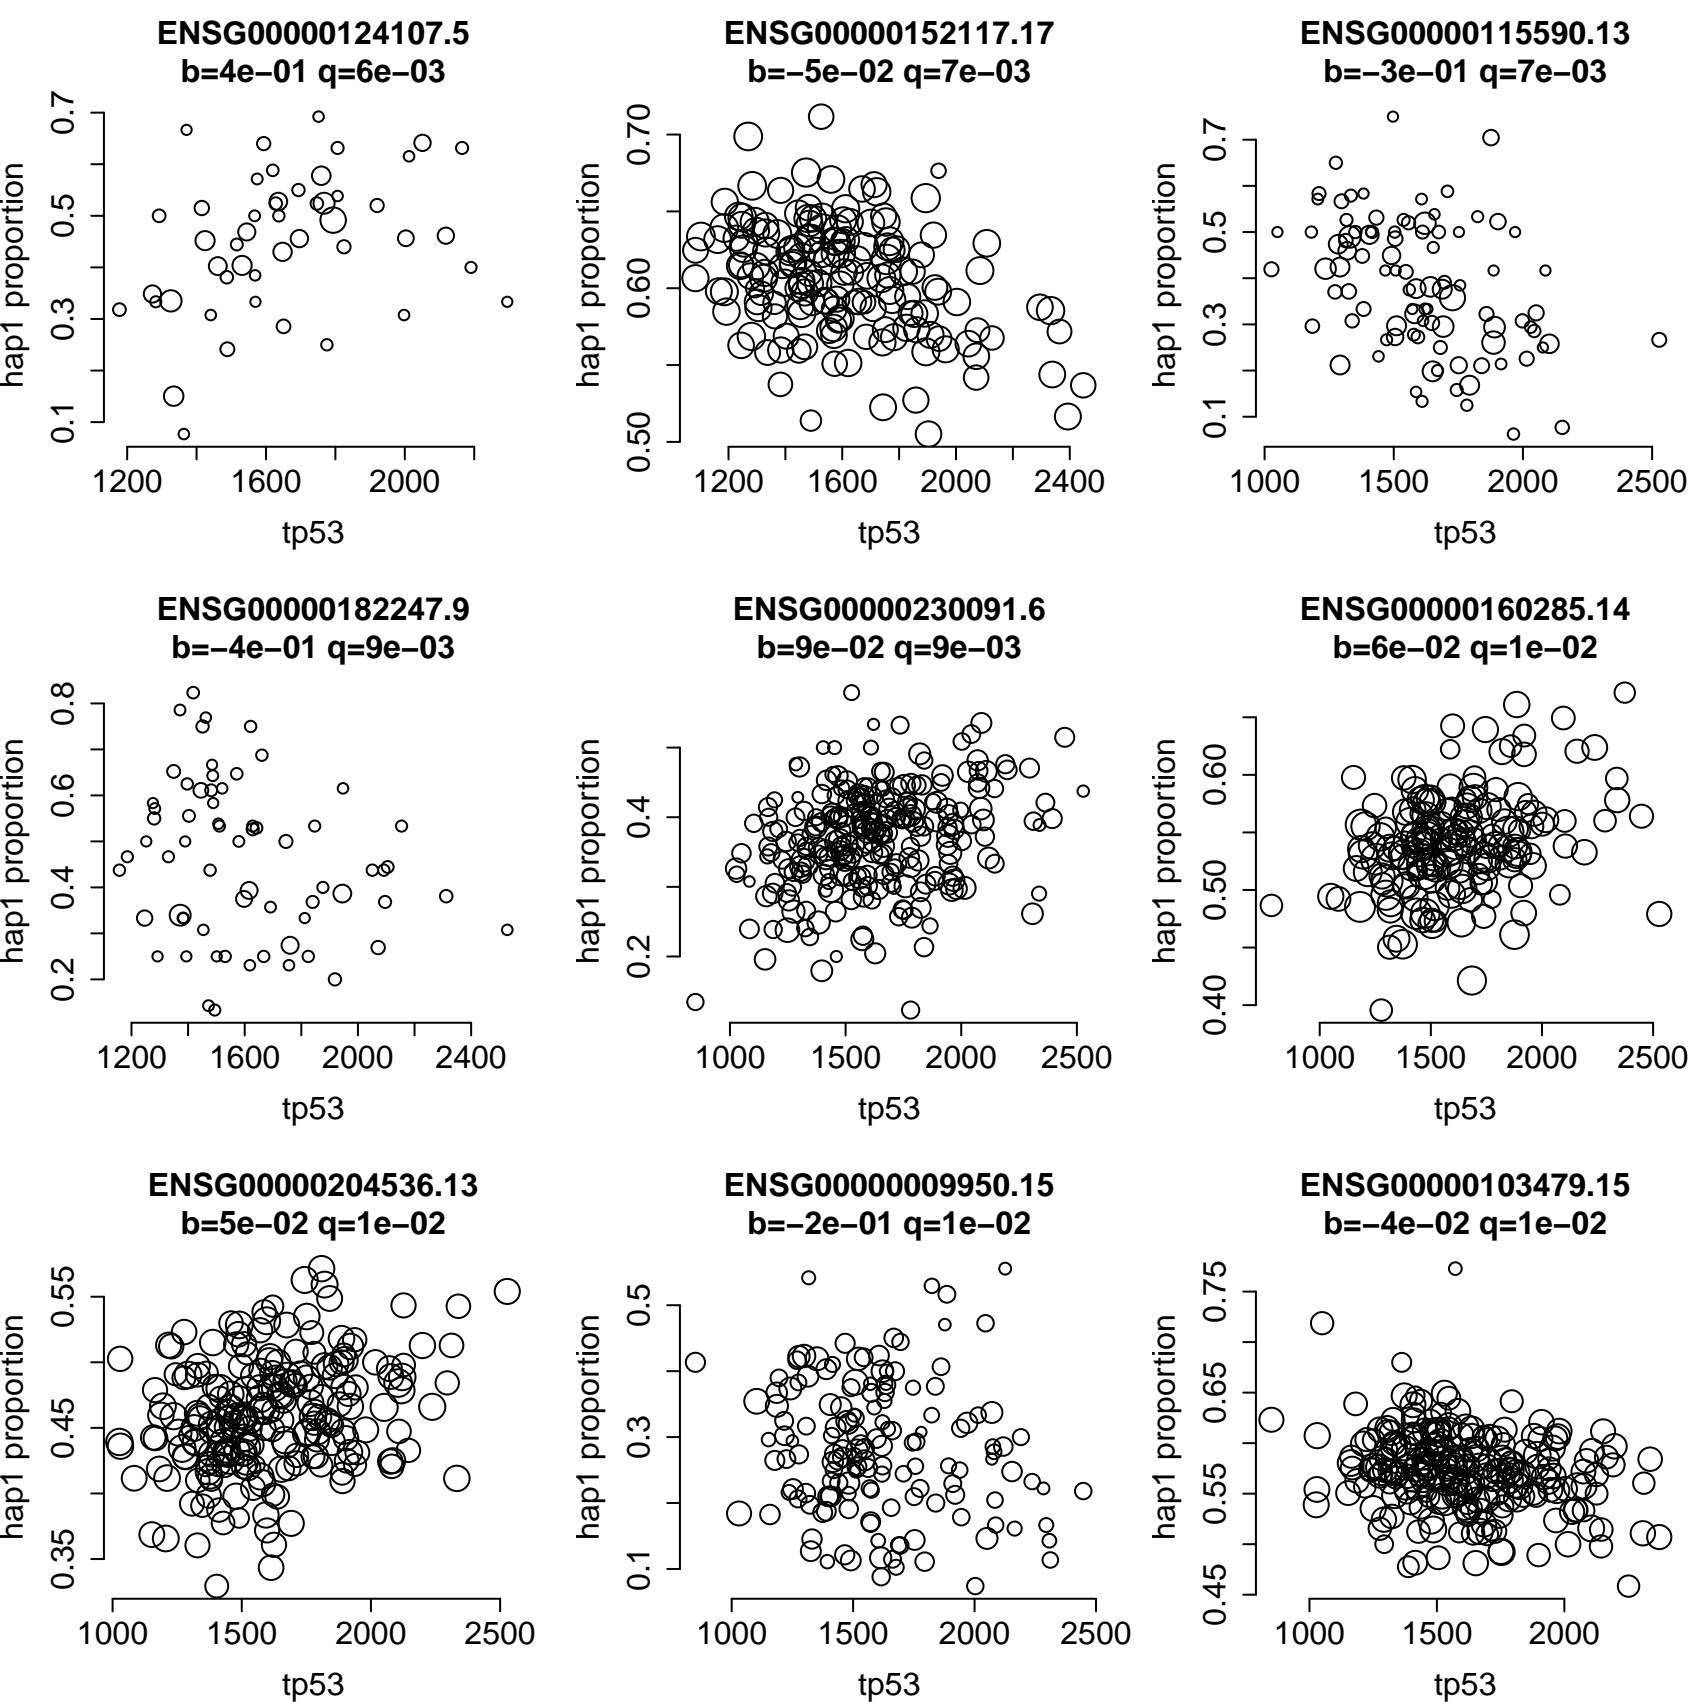 ENSG00000124107.5
b=4e−01 q=6e−03
hap1 proportion
0.1 0.3 0.5 0.7
1200 1600 2000
tp53
ENSG00000152117.17
b=−5e−02 q=7e−03
hap1 proportion
0.50 0.60 0.70
1200 1600 2000 2400
tp53
ENSG00000115590.13
b=−3e−01 q=7e−03
hap1 proportion
0.1 0.3 0.5 0.7
1000 1500 2000 2500
tp53
ENSG00000182247.9
b=−4e−01 q=9e−03
hap1 proportion
0.2 0.4 0.6 0.8
1200 1600 2000 2400
tp53
ENSG00000230091.6
b=9e−02 q=9e−03
hap1 proportion
0.2 0.4
1000 1500 2000 2500
tp53
ENSG00000160285.14
b=6e−02 q=1e−02
hap1 proportion
0.40 0.50 0.60
1000 1500 2000 2500
tp53
ENSG00000204536.13
b=5e−02 q=1e−02
hap1 proportion
0.35 0.45 0.55
1000 1500 2000 2500
tp53
ENSG00000009950.15
b=−2e−01 q=1e−02
hap1 proportion
0.1 0.3 0.5
1000 1500 2000 2500
tp53
ENSG00000103479.15
b=−4e−02 q=1e−02
hap1 proportion
0.45 0.55 0.65 0.75
1000 1500 2000
tp53